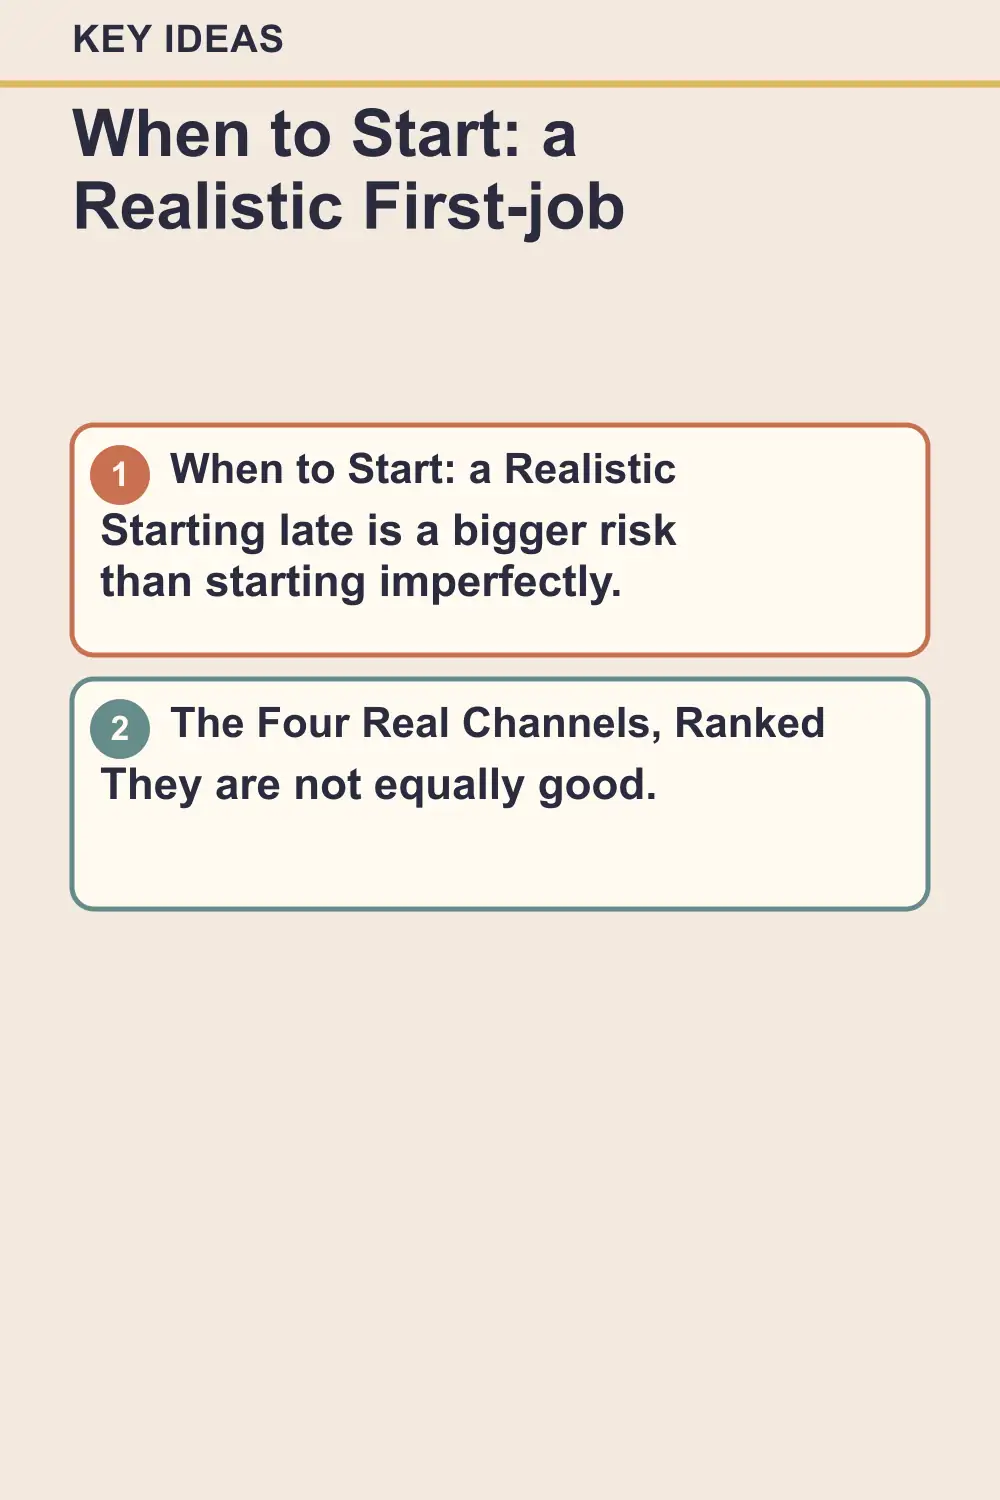 KEY IDEAS
When to Start: a
Realistic First-job
1 When to Start: a Realistic
Starting late is a bigger risk
than starting imperfectly.
2 The Four Real Channels, Ranked
They are not equally good.